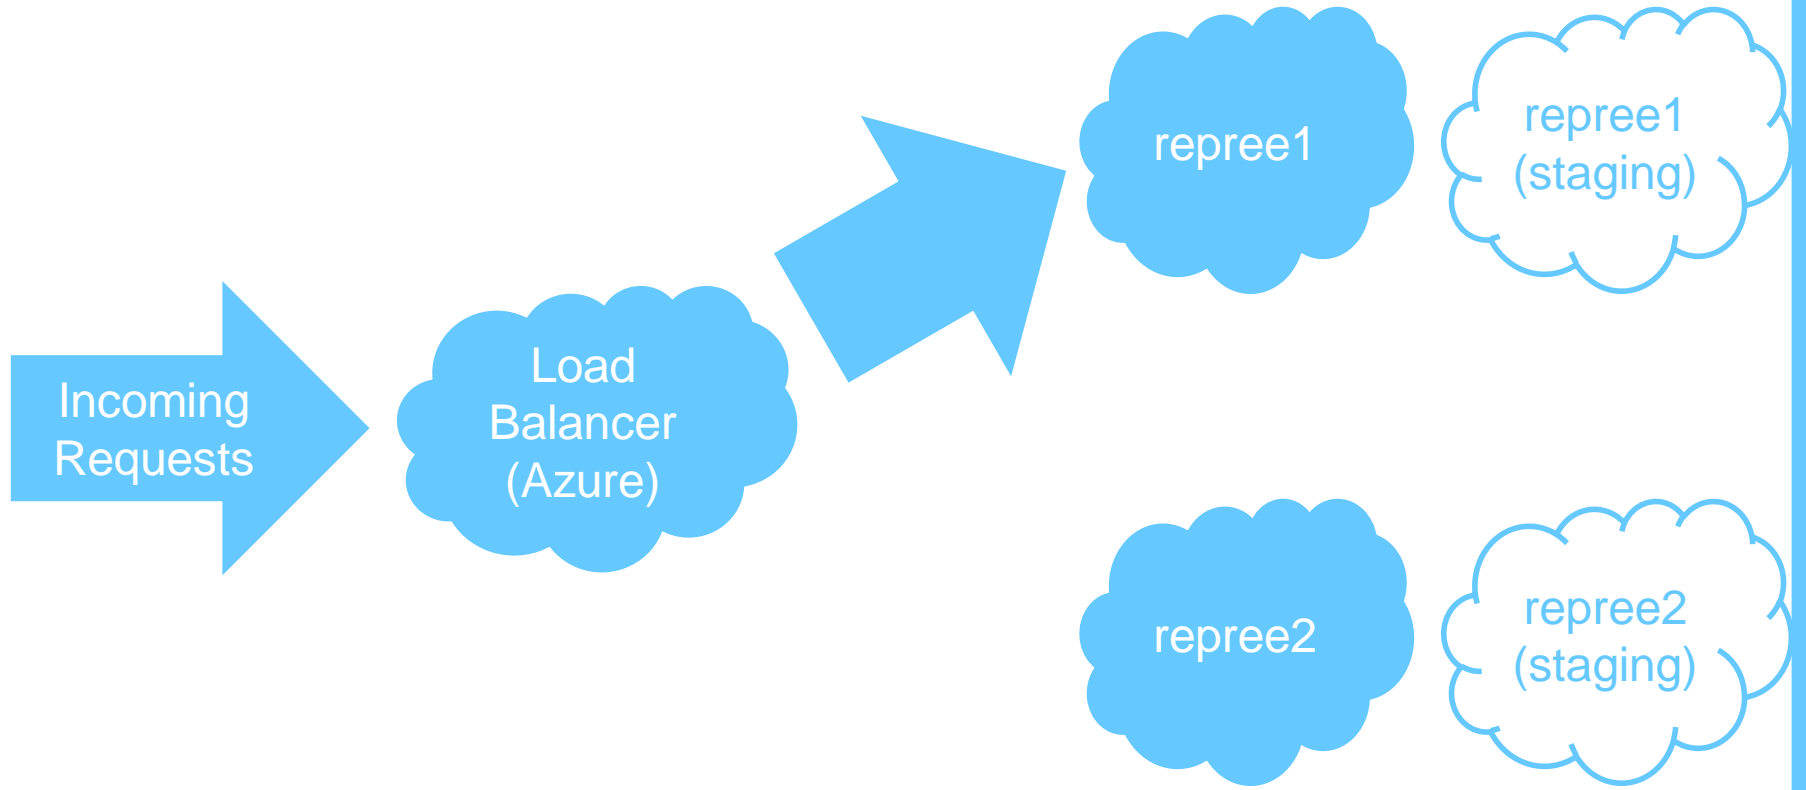 Incoming
Requests
Load
Balancer
(Azure)
repree1
repree1
(staging)
repree2
repree2
(staging)